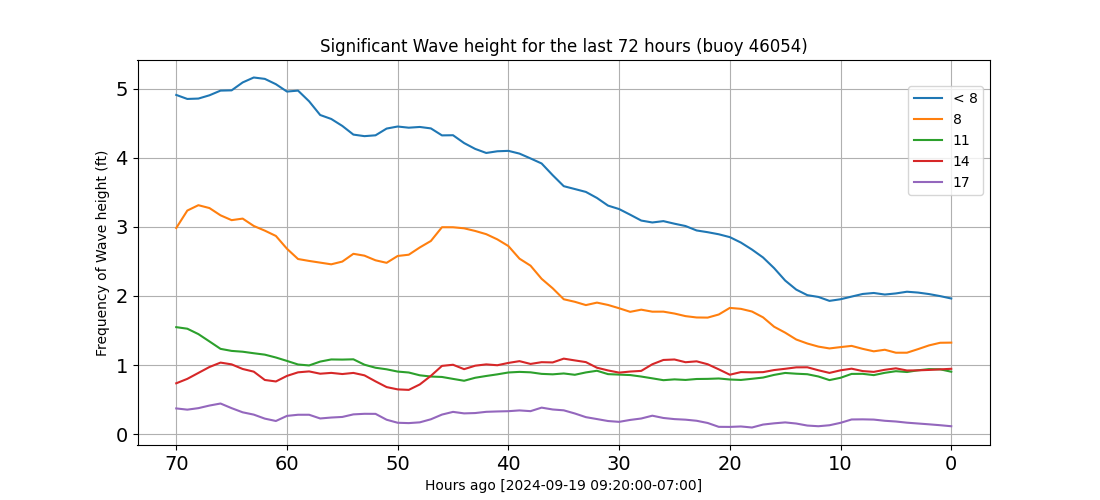 Significant Wave height for the last 72 hours (buoy 46054)
Frequency of Wave height (ft)
5
4
3
2
1
0
< 8
8
11
14
17
70 60 50 40 30 20 10 0
Hours ago [2024-09-19 09:20:00-07:00]